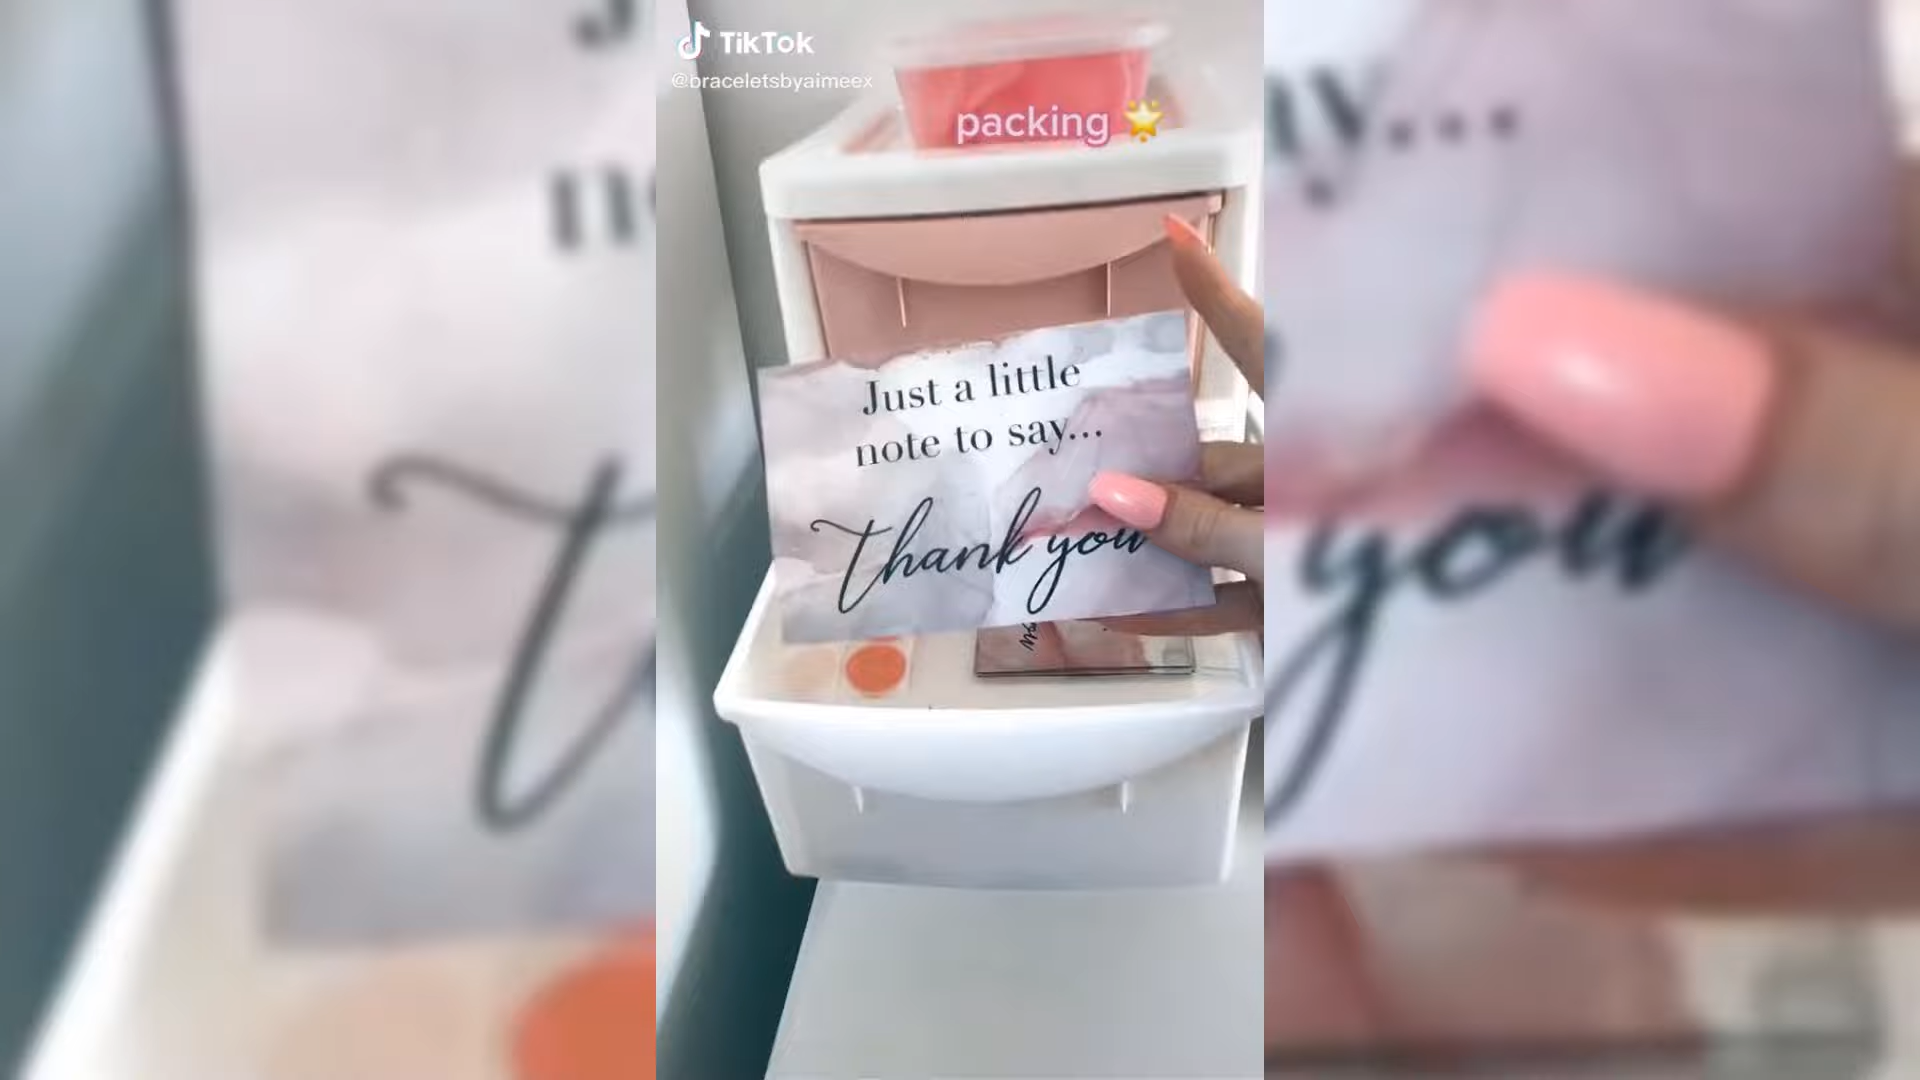 TikTok
@braceletsbyaimeex
packing
Just a little
note to say...
thank you